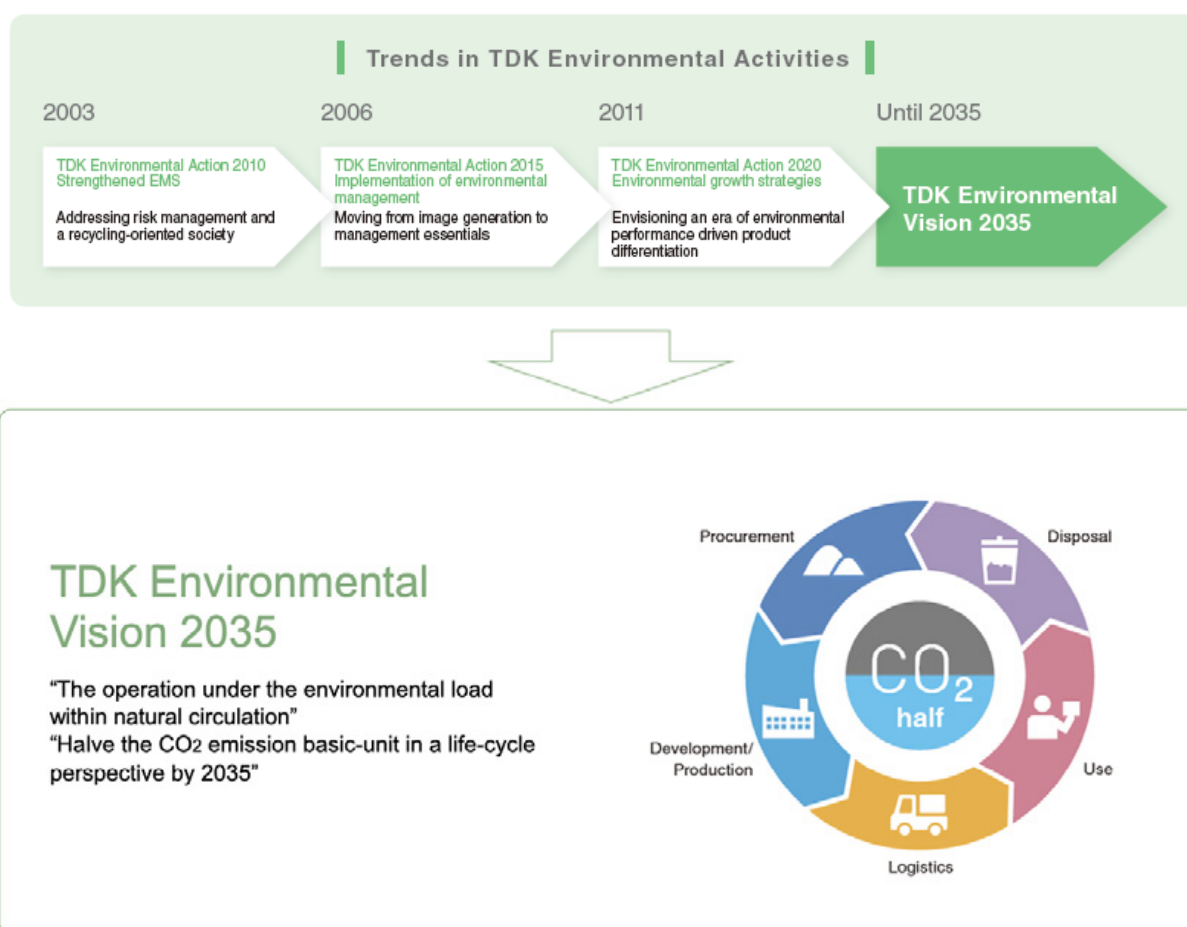 Trends in TDK Environmental Activities
2003
TDK Environmental Action 2010
Strengthened EMS
Addressing risk management and
a recycling-oriented society
2006
TDK Environmental Action 2015
Implementation of environmental
management
Moving from image generation to
management essentials
2011
TDK Environmental Action 2020
Environmental growth strategies
Envisioning an era of environmental
performance driven product
differentiation
Until 2035
TDK Environmental
Vision 2035
TDK Environmental
Vision 2035
“The operation under the environmental load
within natural circulation”
“Halve the CO2 emission basic-unit in a life-cycle
perspective by 2035”
Procurement
Disposal
CO2
half
Development/
Production
Use
Logistics